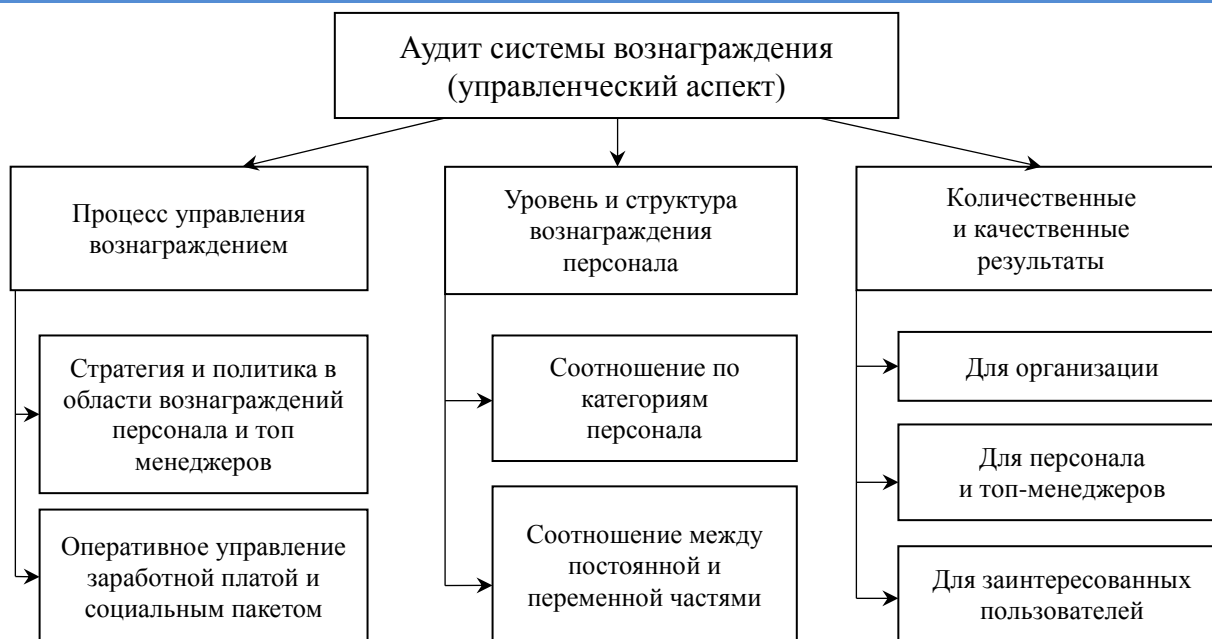 Аудит системы вознаграждения
(управленческий аспект)
Процесс управления
вознаграждением
Стратегия и политика в
области вознаграждений
персонала и топ
менеджеров
Оперативное управление
заработной платой и
социальным пакетом
Уровень и структура
вознаграждения
персонала
Соотношение по
категориям
персонала
Соотношение между
постоянной и
переменной частями
Количественные
и качественные
результаты
Для организации
Для персонала
и топ-менеджеров
Для заинтересованных
пользователей